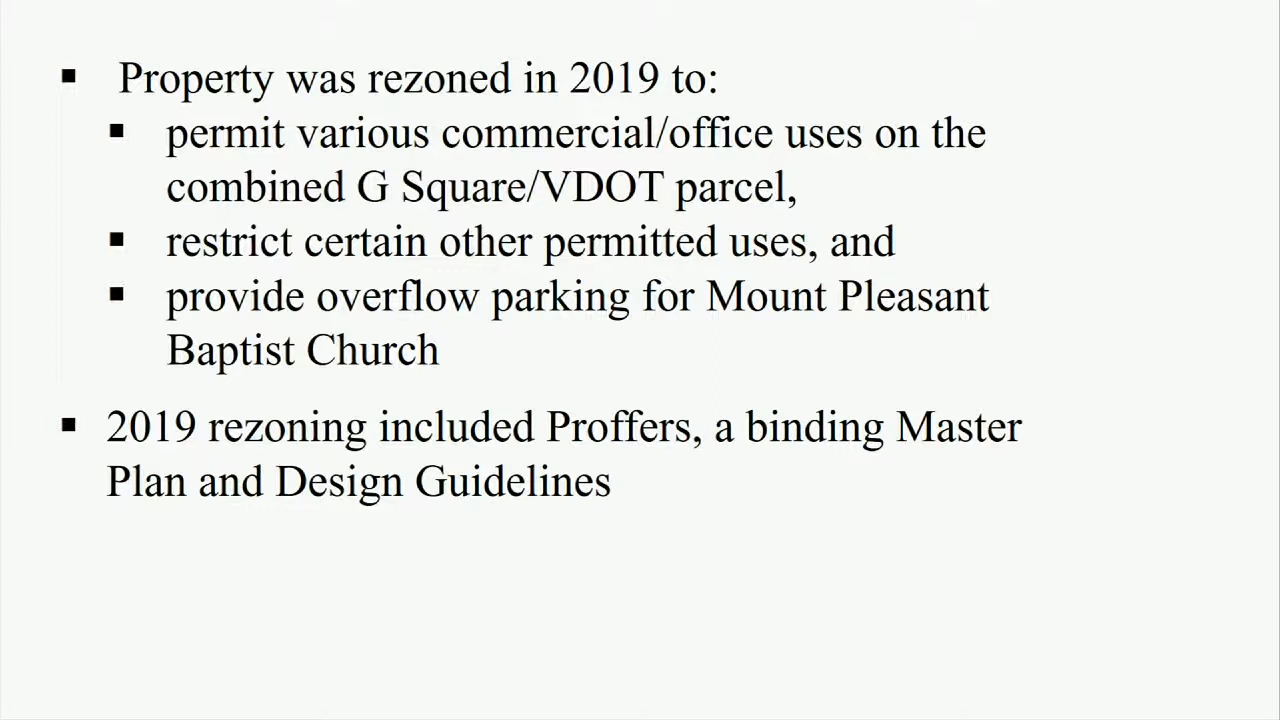 ▪ Property was rezoned in 2019 to:
▪ permit various commercial/office uses on the
combined G Square/VDOT parcel,
▪ restrict certain other permitted uses, and
▪ provide overflow parking for Mount Pleasant
Baptist Church
▪ 2019 rezoning included Proffers, a binding Master
Plan and Design Guidelines